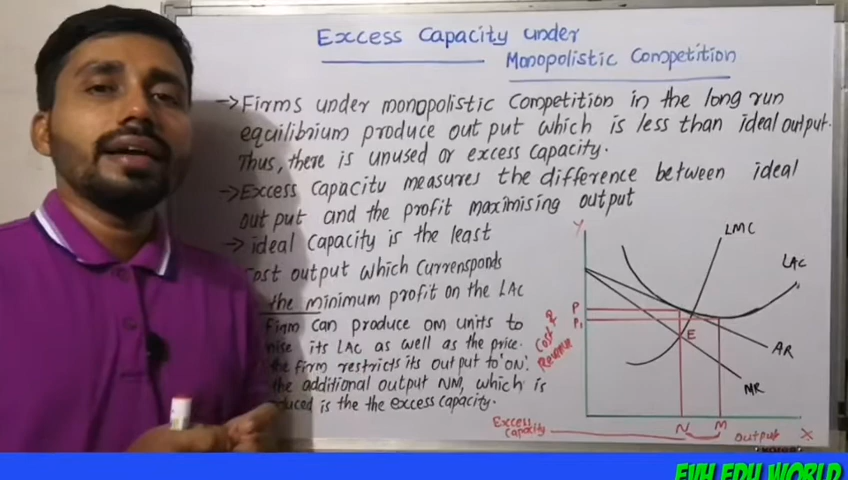 Excess Capacity under
Monopolistic Competition
→ Firms under monopolistic Competition in the long run
equilibrium produce out put which is less than ideal output.
Thus, there is unused or excess capacity.
→ Excess capacity measures the difference between ideal
out put and the profit maximising output
→ ideal Capacity is the least
cost output which Currensponds
the minimum profit on the LAC
firm can produce om units to
its LAC as well as the price.
the firm restricts its output to 'ON'.
the additional output NM, which is
is the the excess capacity.
Y
LMC
LAC
P
P1
Cost &
Revenue
E
AR
MR
Excess
capacity
N
M
output
X
EVH EDU WORLD